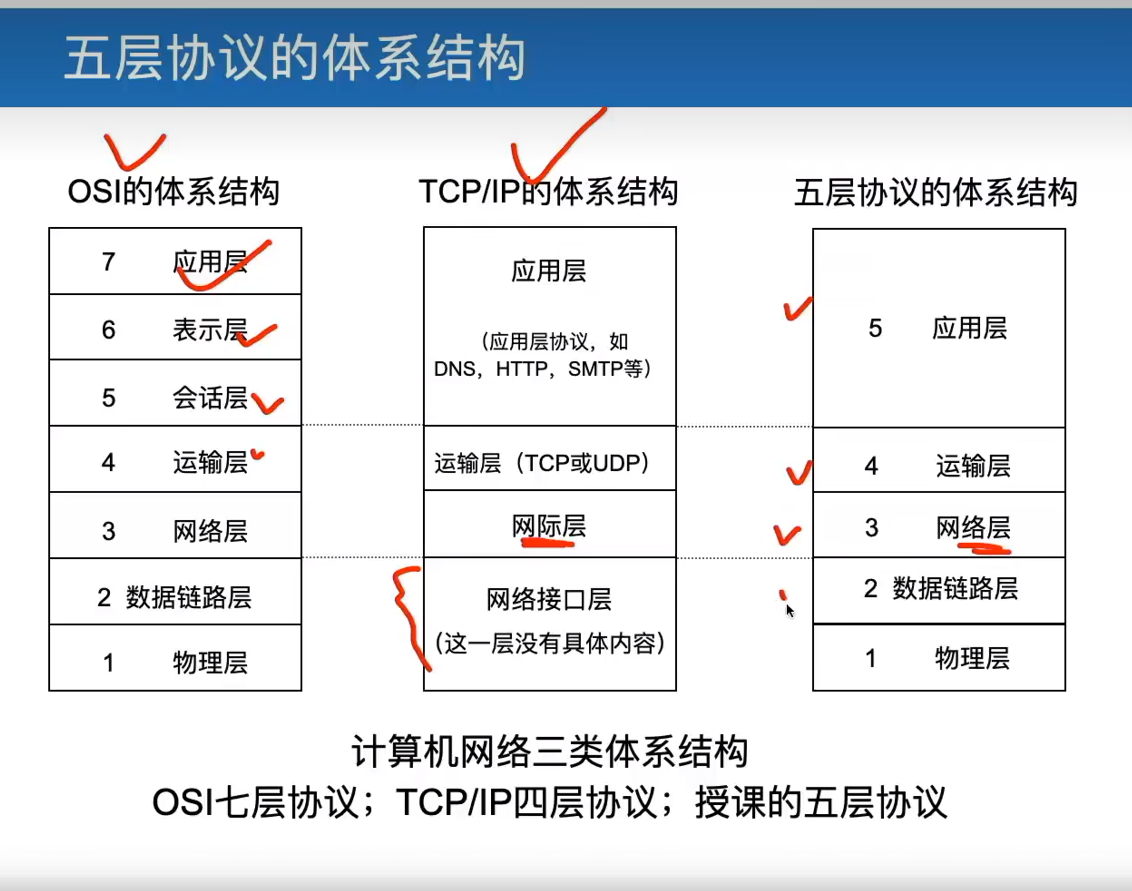 五层协议的体系结构
OSI的体系结构
7 应用层
6 表示层
5 会话层
4 运输层
3 网络层
2 数据链路层
1 物理层
TCP/IP的体系结构
应用层
（应用层协议，如
DNS，HTTP，SMTP等）
运输层（TCP或UDP）
网际层
网络接口层
（这一层没有具体内容）
五层协议的体系结构
5 应用层
4 运输层
3 网络层
2 数据链路层
1 物理层
计算机网络三类体系结构
OSI七层协议；TCP/IP四层协议；授课的五层协议